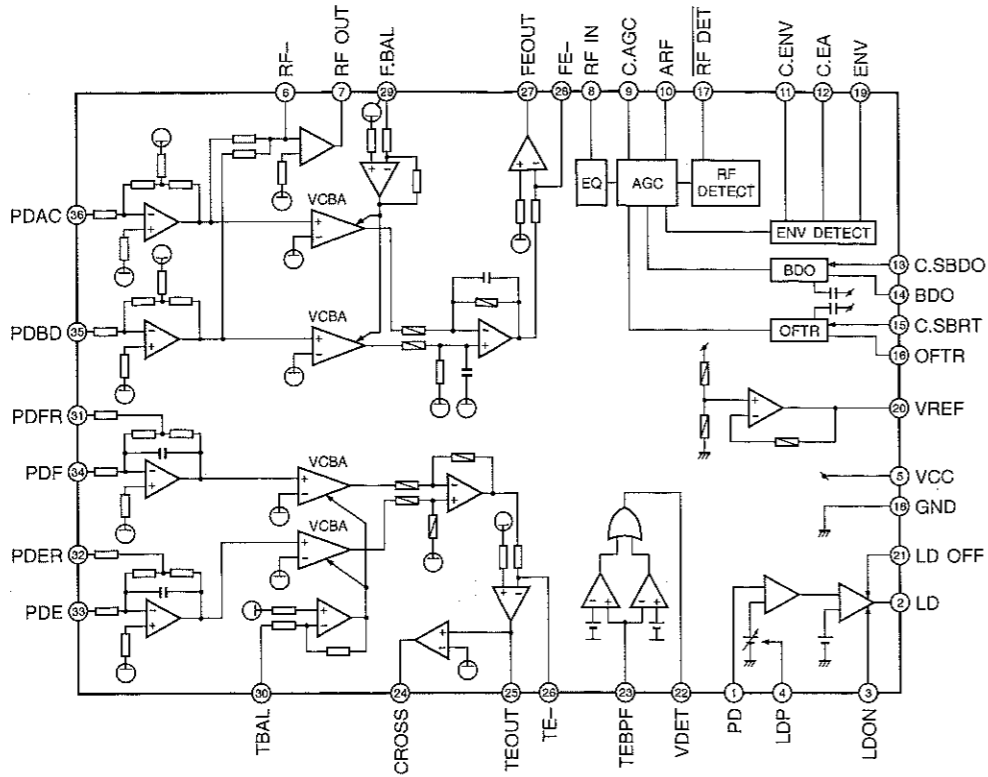 RF–
RF OUT
F.BAL
FEOUT
FE–
RF IN
C.AGC
ARF
RF DET
C.ENV
C.EA
ENV
6
7
29
27
28
8
9
10
17
11
12
19
PDAC
36
VCBA
EQ
AGC
RF
DETECT
ENV DETECT
PDBD
35
VCBA
BDO
13
C.SBDO
14
BDO
OFTR
15
C.SBRT
16
OFTR
PDFR
31
20
VREF
PDF
34
VCBA
5
VCC
18
GND
VCBA
PDER
32
21
LD OFF
PDE
33
2
LD
30
24
25
26
23
22
1
4
3
TBAL
CROSS
TEOUT
TE–
TEBPF
VDET
PD
LDP
LDON